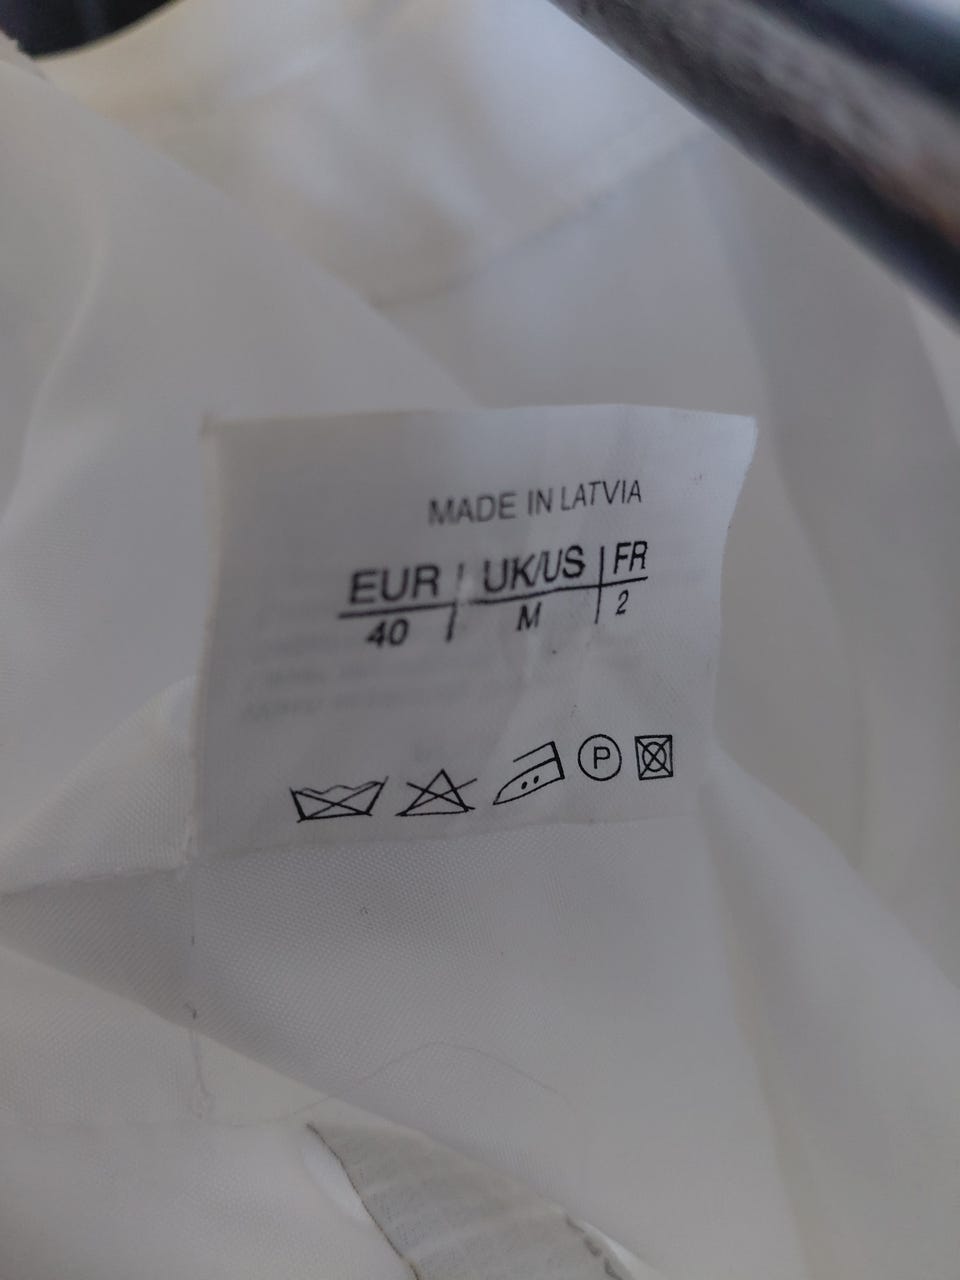 MADE IN LATVIA
EUR | UK/US | FR
40 | M | 2
P